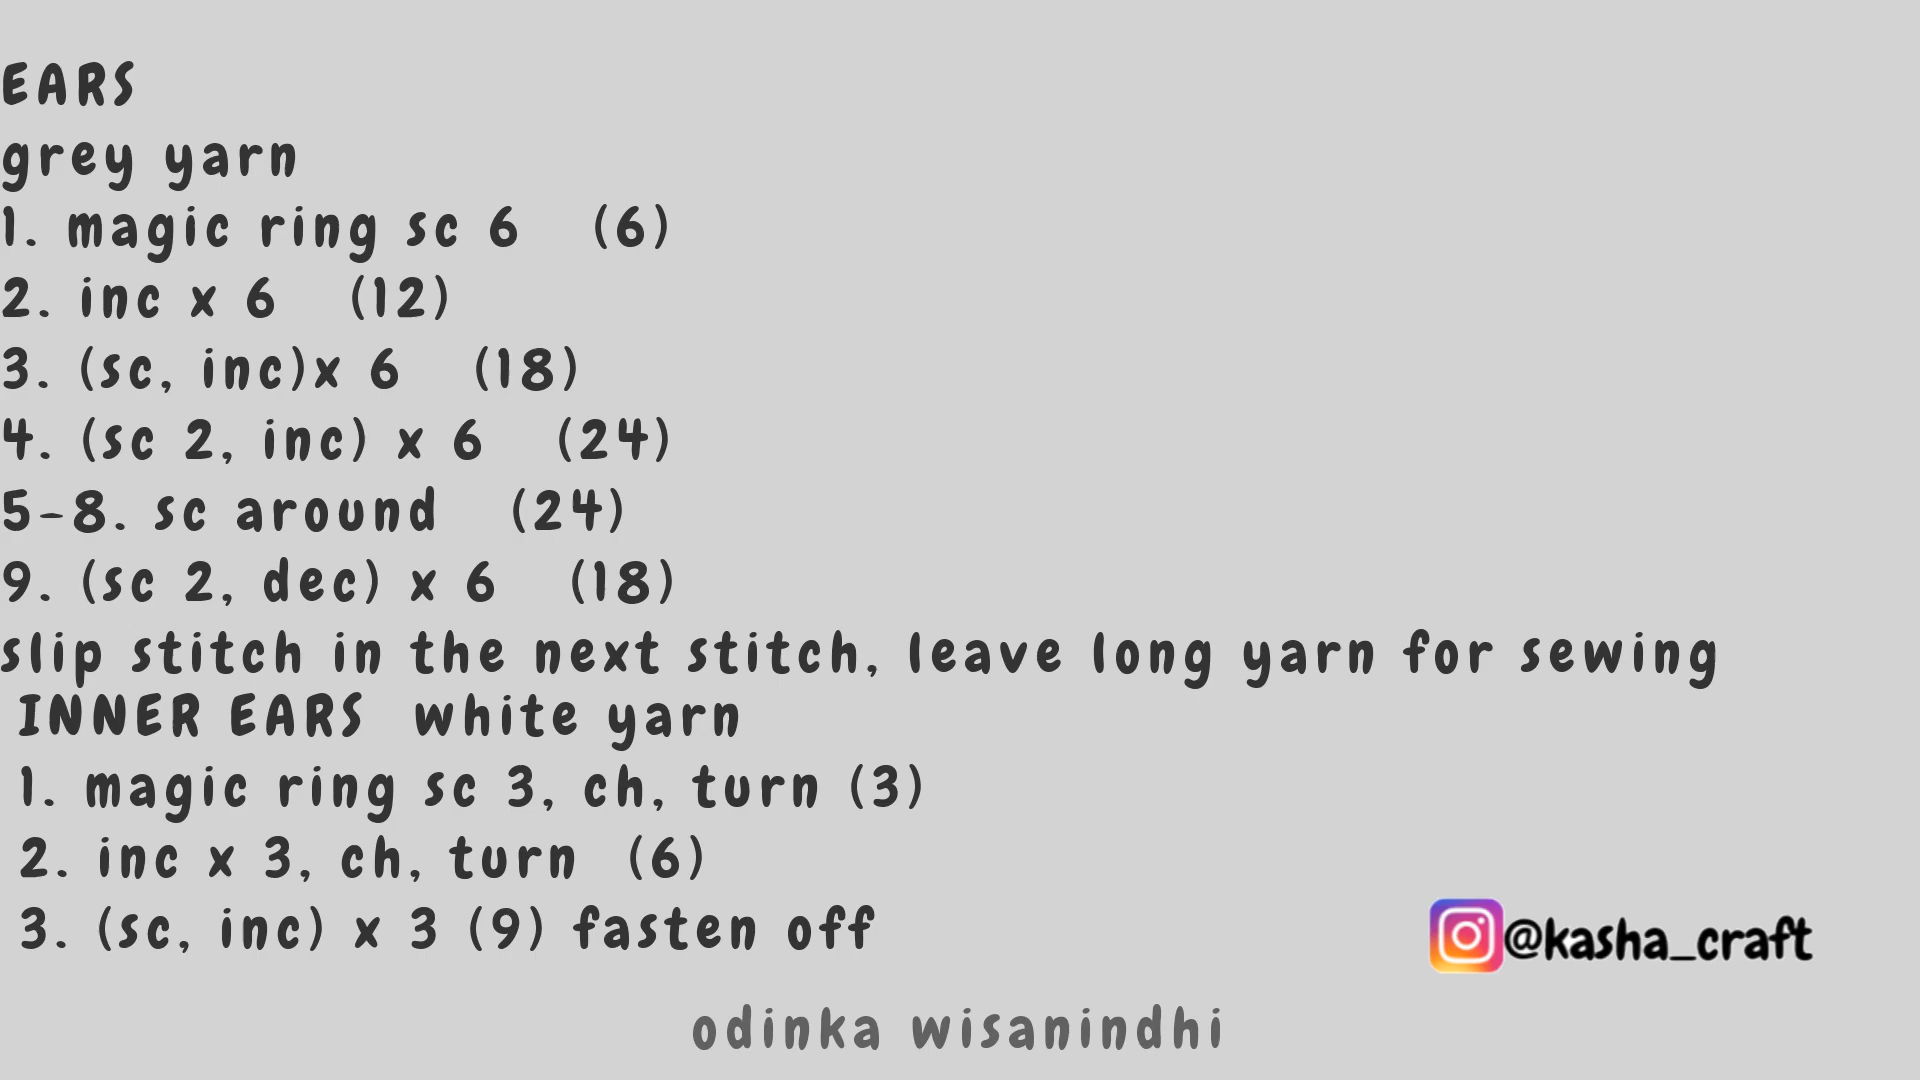 EARS
grey yarn
1. magic ring sc 6 (6)
2. inc x 6 (12)
3. (sc, inc)x 6 (18)
4. (sc 2, inc) x 6 (24)
5-8. sc around (24)
9. (sc 2, dec) x 6 (18)
slip stitch in the next stitch, leave long yarn for sewing
INNER EARS white yarn
1. magic ring sc 3, ch, turn (3)
2. inc x 3, ch, turn (6)
3. (sc, inc) x 3 (9) fasten off
@kasha_craft
odinka wisanindhi